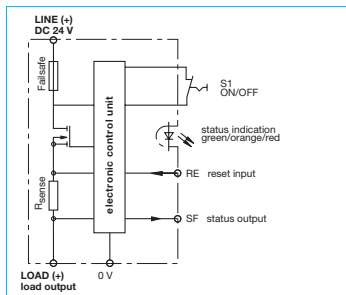 LINE (+)
DC 24 V
Failsafe
electronic control unit
S1
ON/OFF
status indication
green/orange/red
RE reset input
Rsense
SF status output
LOAD (+)
load output
0 V